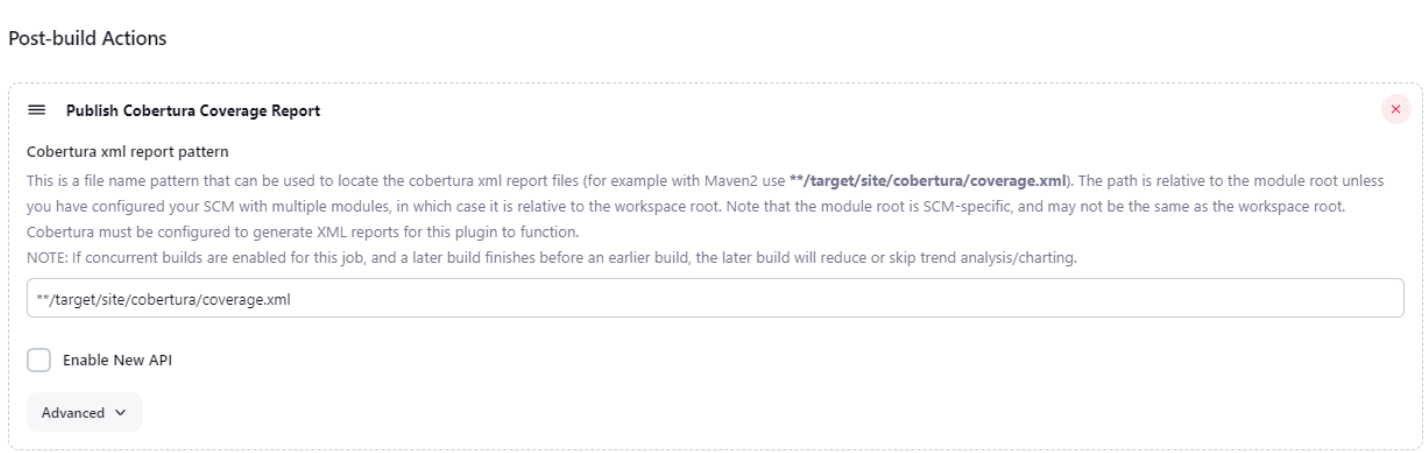 Post-build Actions
Publish Cobertura Coverage Report
Cobertura xml report pattern
This is a file name pattern that can be used to locate the cobertura xml report files (for example with Maven2 use **/target/site/cobertura/coverage.xml). The path is relative to the module root unless
you have configured your SCM with multiple modules, in which case it is relative to the workspace root. Note that the module root is SCM-specific, and may not be the same as the workspace root.
Cobertura must be configured to generate XML reports for this plugin to function.
NOTE: If concurrent builds are enabled for this job, and a later build finishes before an earlier build, the later build will reduce or skip trend analysis/charting.
**/target/site/cobertura/coverage.xml
Enable New API
Advanced